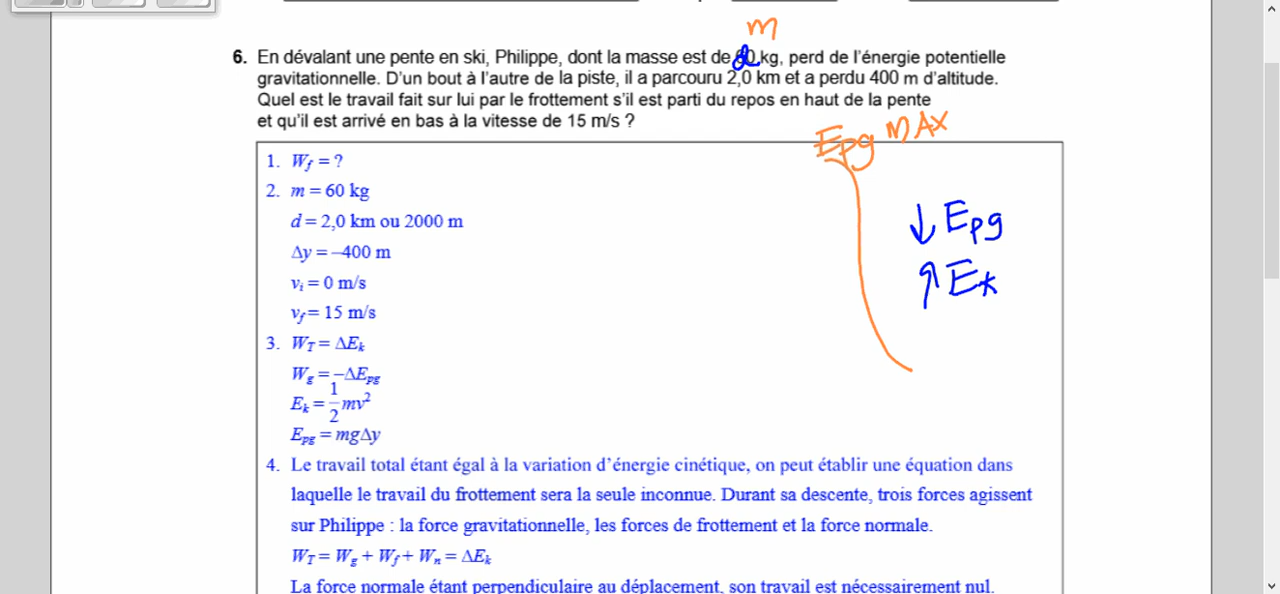 m
6. En dévalant une pente en ski, Philippe, dont la masse est de kg, perd de l'énergie potentielle
gravitationnelle. D'un bout à l'autre de la piste, il a parcouru 2,0 km et a perdu 400 m d'altitude.
Quel est le travail fait sur lui par le frottement s'il est parti du repos en haut de la pente
et qu'il est arrivé en bas à la vitesse de 15 m/s ?
Epg MAX
1. Wf = ?
2. m = 60 kg
d = 2,0 km ou 2000 m
↓ Epg
Δy = –400 m
↑ Ek
vi = 0 m/s
vf = 15 m/s
3. WT = ΔEk
Wg = –ΔEpg
Ek = 1/2 mv²
Epg = mgΔy
4. Le travail total étant égal à la variation d'énergie cinétique, on peut établir une équation dans
laquelle le travail du frottement sera la seule inconnue. Durant sa descente, trois forces agissent
sur Philippe : la force gravitationnelle, les forces de frottement et la force normale.
WT = Wg + Wf + Wn = ΔEk
La force normale étant perpendiculaire au déplacement, son travail est nécessairement nul.